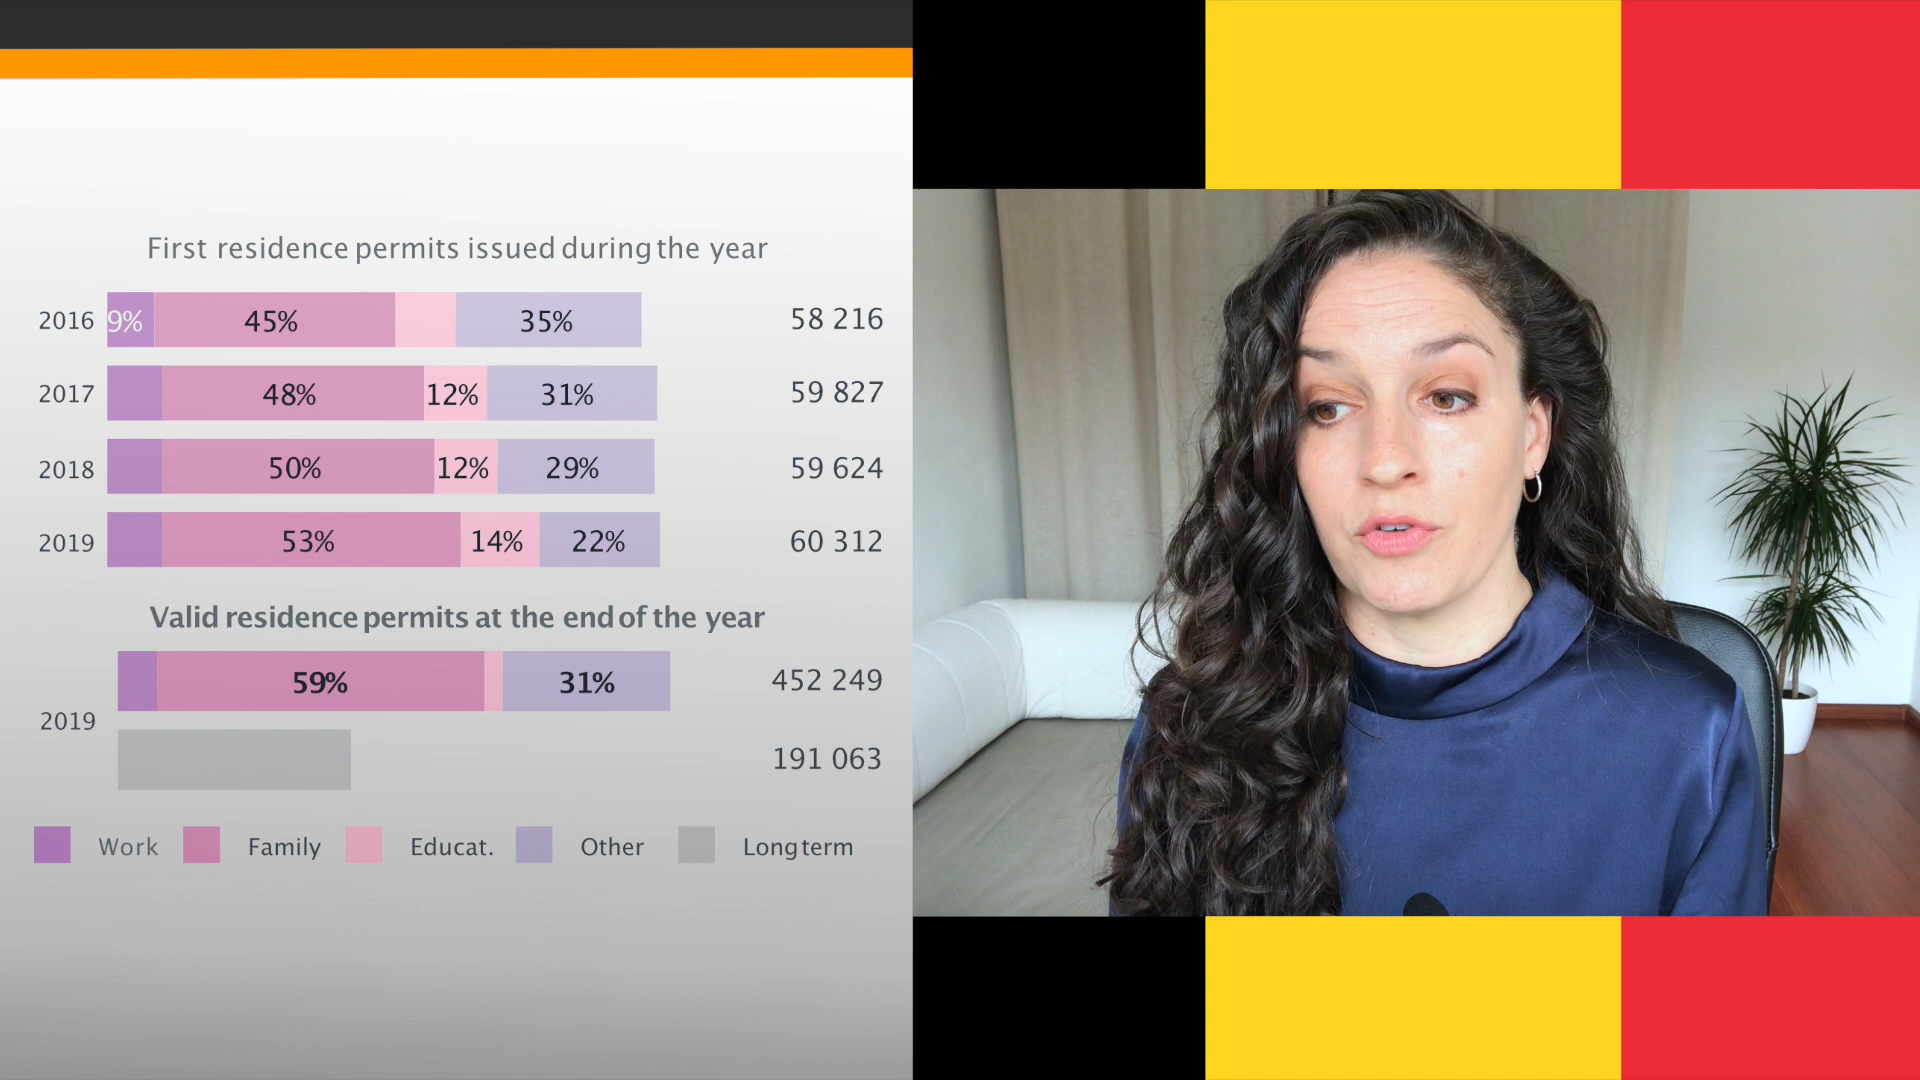 First residence permits issued during the year
2016 9% 45% 35% 58 216
2017 48% 12% 31% 59 827
2018 50% 12% 29% 59 624
2019 53% 14% 22% 60 312
Valid residence permits at the end of the year
59% 31% 452 249
2019
191 063
Work Family Educat. Other Long term